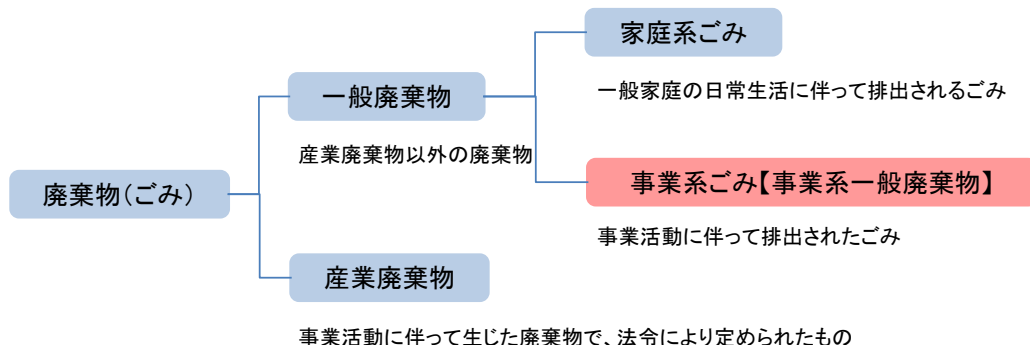 家庭系ごみ
一般家庭の日常生活に伴って排出されるごみ
一般廃棄物
産業廃棄物以外の廃棄物
事業系ごみ【事業系一般廃棄物】
事業活動に伴って排出されたごみ
廃棄物（ごみ）
産業廃棄物
事業活動に伴って生じた廃棄物で、法令により定められたもの